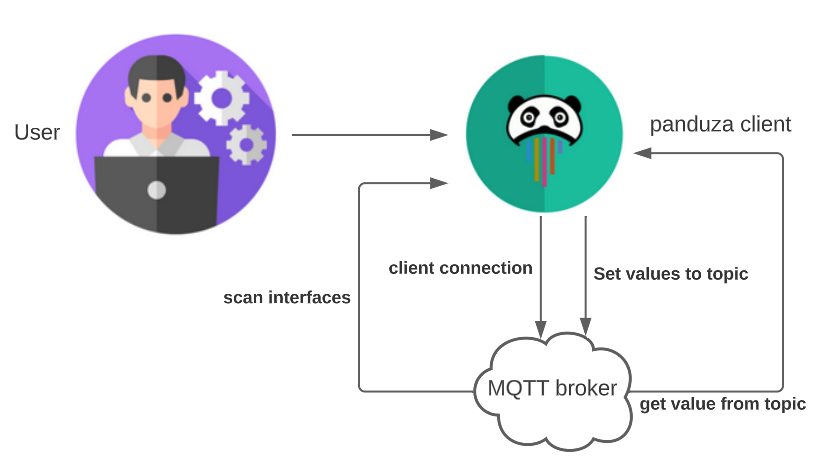 User
panduza client
client connection
Set values to topic
scan interfaces
MQTT broker
get value from topic